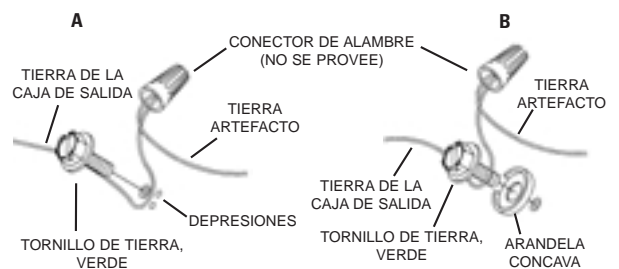 A
B
CONECTOR DE ALAMBRE
(NO SE PROVEE)
TIERRA DE LA
CAJA DE SALIDA
TIERRA
ARTEFACTO
DEPRESIONES
TORNILLO DE TIERRA,
VERDE
TIERRA
ARTEFACTO
TIERRA DE LA
CAJA DE SALIDA
TORNILLO DE TIERRA,
VERDE
ARANDELA
CONCAVA